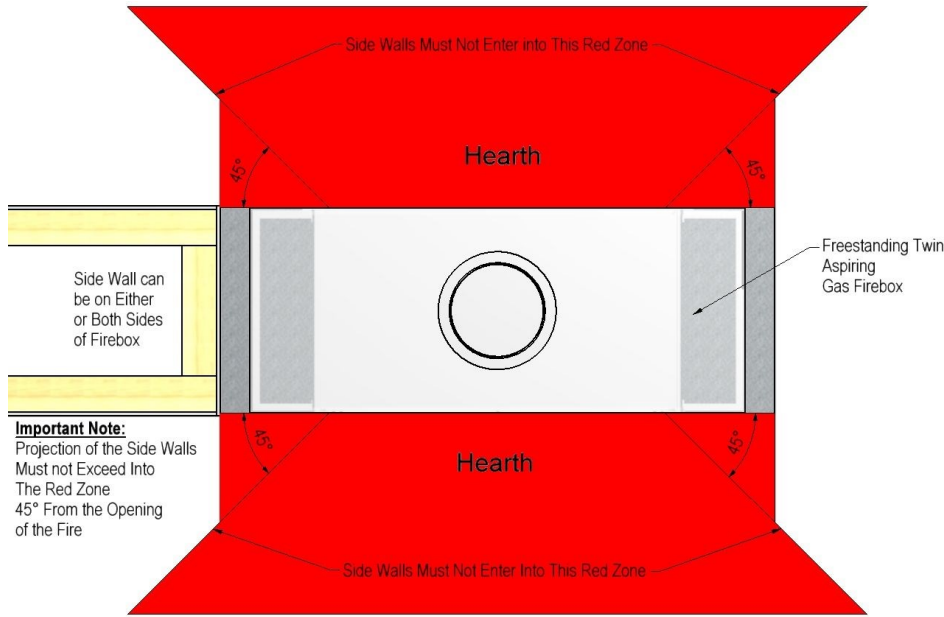 Side Walls Must Not Enter into This Red Zone
Hearth
45°
45°
Side Wall can
be on Either
or Both Sides
of Firebox
Freestanding Twin
Aspiring
Gas Firebox
Important Note:
Projection of the Side Walls
Must not Exceed Into
The Red Zone
45° From the Opening
of the Fire
45°
45°
Hearth
Side Walls Must Not Enter Into This Red Zone